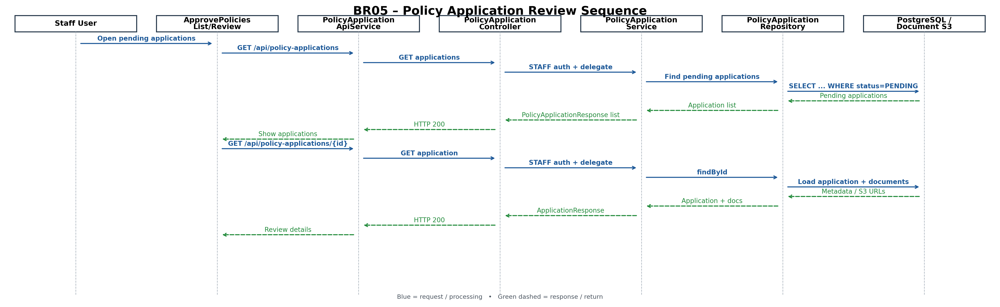 BR05 – Policy Application Review Sequence
Staff User
ApprovePolicies
List/Review
PolicyApplication
ApiService
PolicyApplication
Controller
PolicyApplication
Service
PolicyApplication
Repository
PostgreSQL /
Document S3
Open pending applications
GET /api/policy-applications
GET applications
STAFF auth + delegate
Find pending applications
SELECT ... WHERE status=PENDING
Pending applications
Application list
PolicyApplicationResponse list
HTTP 200
Show applications
GET /api/policy-applications/{id}
GET application
STAFF auth + delegate
findById
Load application + documents
Metadata / S3 URLs
Application + docs
ApplicationResponse
HTTP 200
Review details
Blue = request / processing • Green dashed = response / return